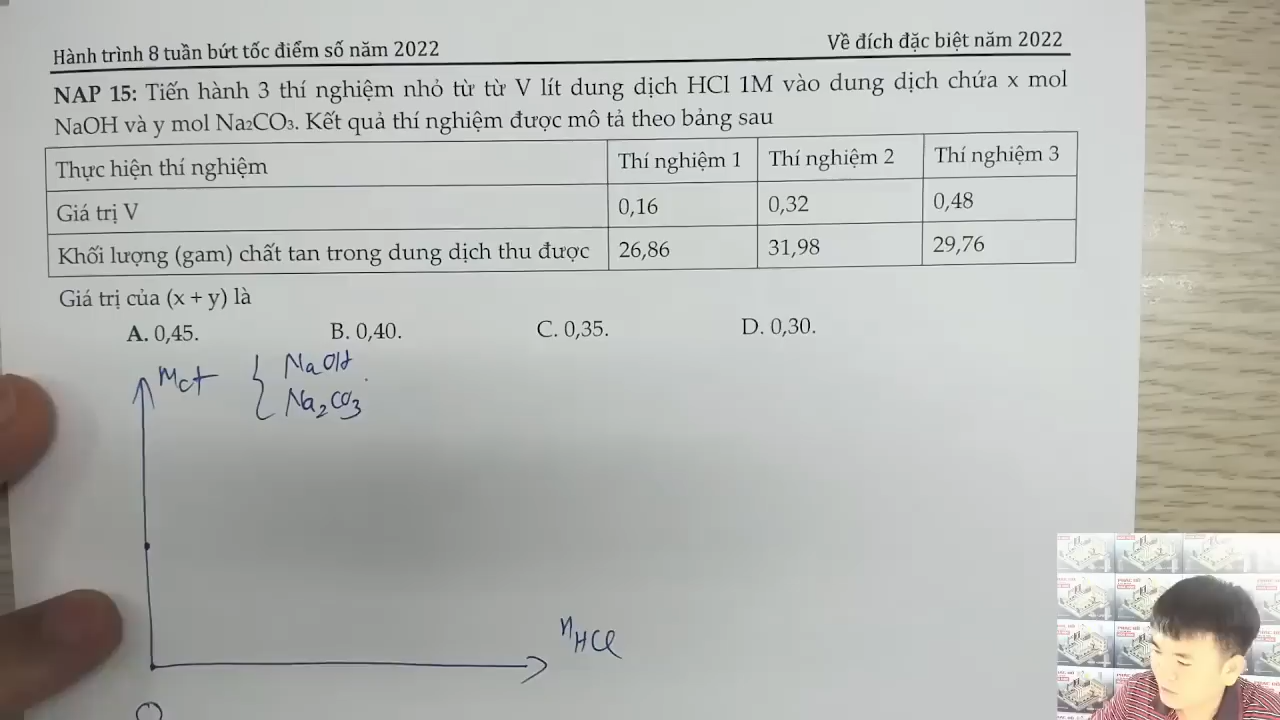 Hành trình 8 tuần bứt tốc điểm số năm 2022
Về đích đặc biệt năm 2022
NAP 15: Tiến hành 3 thí nghiệm nhỏ từ từ V lít dung dịch HCl 1M vào dung dịch chứa x mol
NaOH và y mol Na₂CO₃. Kết quả thí nghiệm được mô tả theo bảng sau
Thực hiện thí nghiệm Thí nghiệm 1 Thí nghiệm 2 Thí nghiệm 3
Giá trị V 0,16 0,32 0,48
Khối lượng (gam) chất tan trong dung dịch thu được 26,86 31,98 29,76
Giá trị của (x + y) là
A. 0,45. B. 0,40. C. 0,35. D. 0,30.
mct { NaOH
Na₂CO₃
nHCl
O